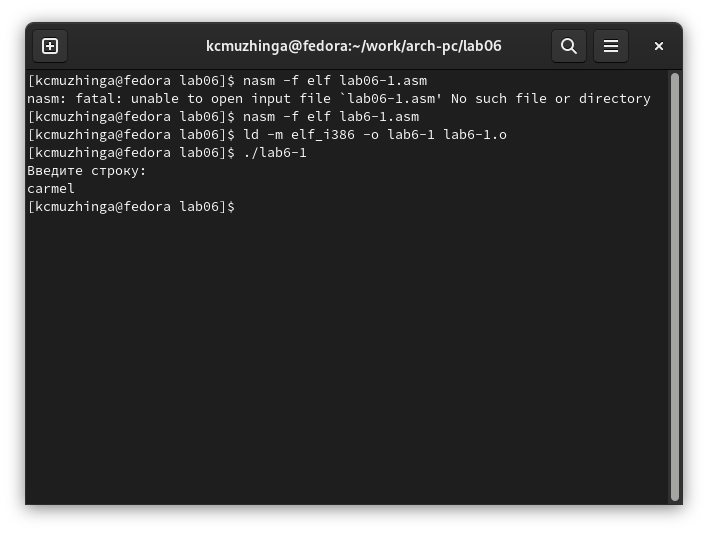 kcmuzhinga@fedora:~/work/arch-pc/lab06
[kcmuzhinga@fedora lab06]$ nasm -f elf lab06-1.asm
nasm: fatal: unable to open input file `lab06-1.asm' No such file or directory
[kcmuzhinga@fedora lab06]$ nasm -f elf lab6-1.asm
[kcmuzhinga@fedora lab06]$ ld -m elf_i386 -o lab6-1 lab6-1.o
[kcmuzhinga@fedora lab06]$ ./lab6-1
Введите строку:
carmel
[kcmuzhinga@fedora lab06]$